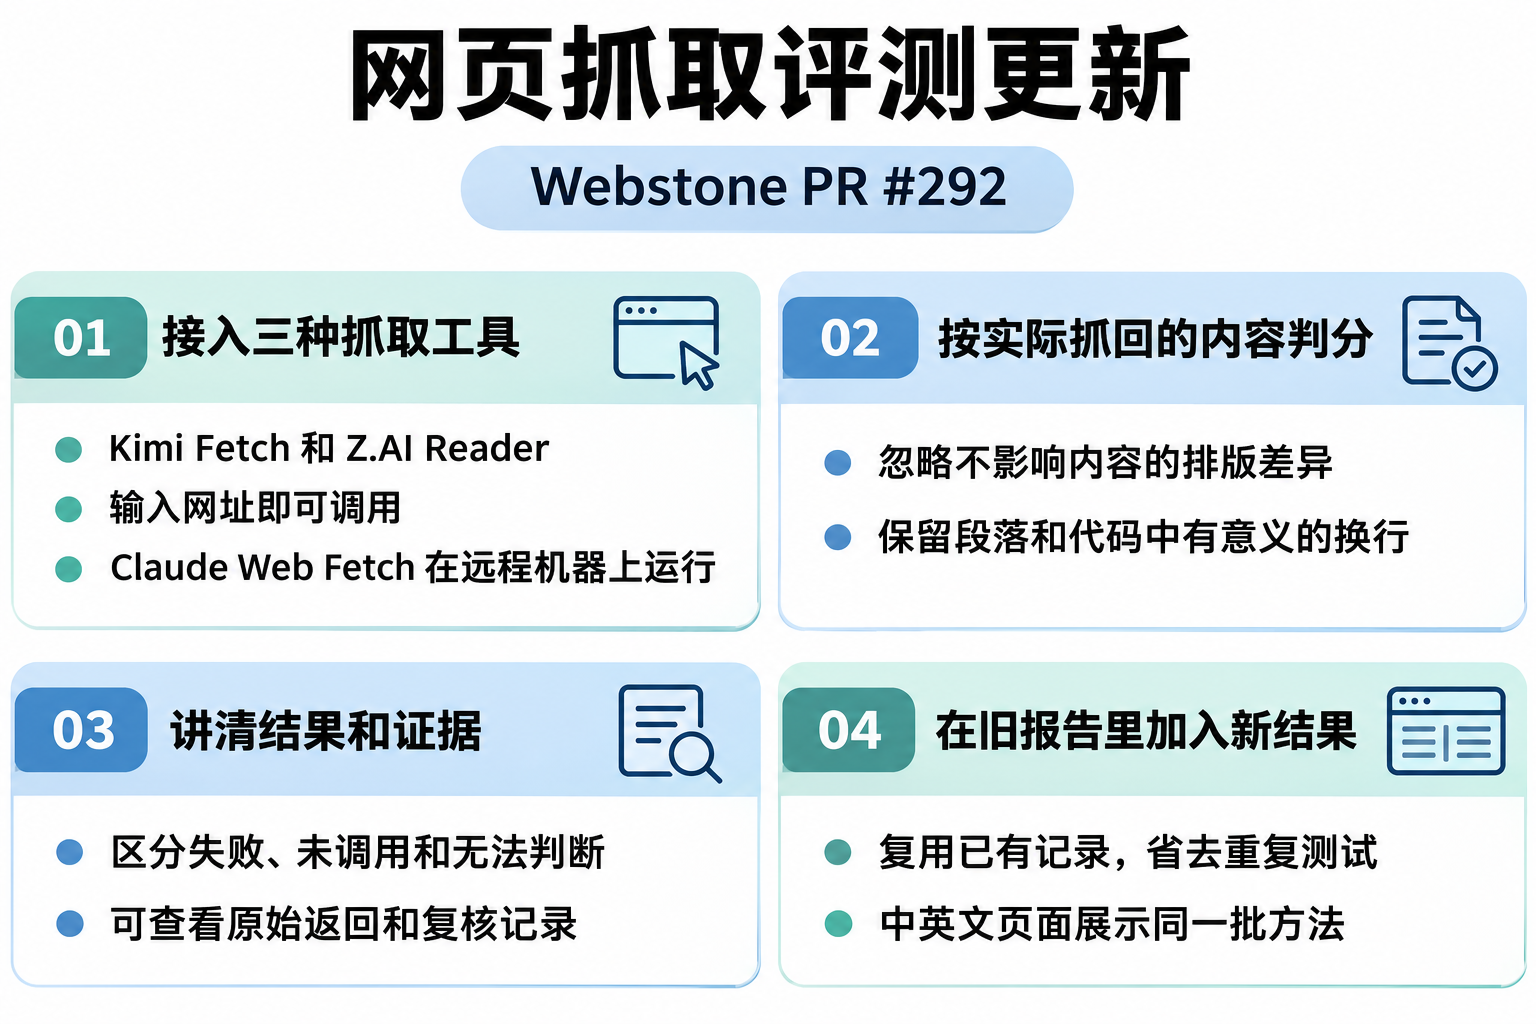 网页抓取评测更新
Webstone PR #292
01 接入三种抓取工具
Kimi Fetch 和 Z.AI Reader
输入网址即可调用
Claude Web Fetch 在远程机器上运行
02 按实际抓回的内容判分
忽略不影响内容的排版差异
保留段落和代码中有意义的换行
03 讲清结果和证据
区分失败、未调用和无法判断
可查看原始返回和复核记录
04 在旧报告里加入新结果
复用已有记录，省去重复测试
中英文页面展示同一批方法